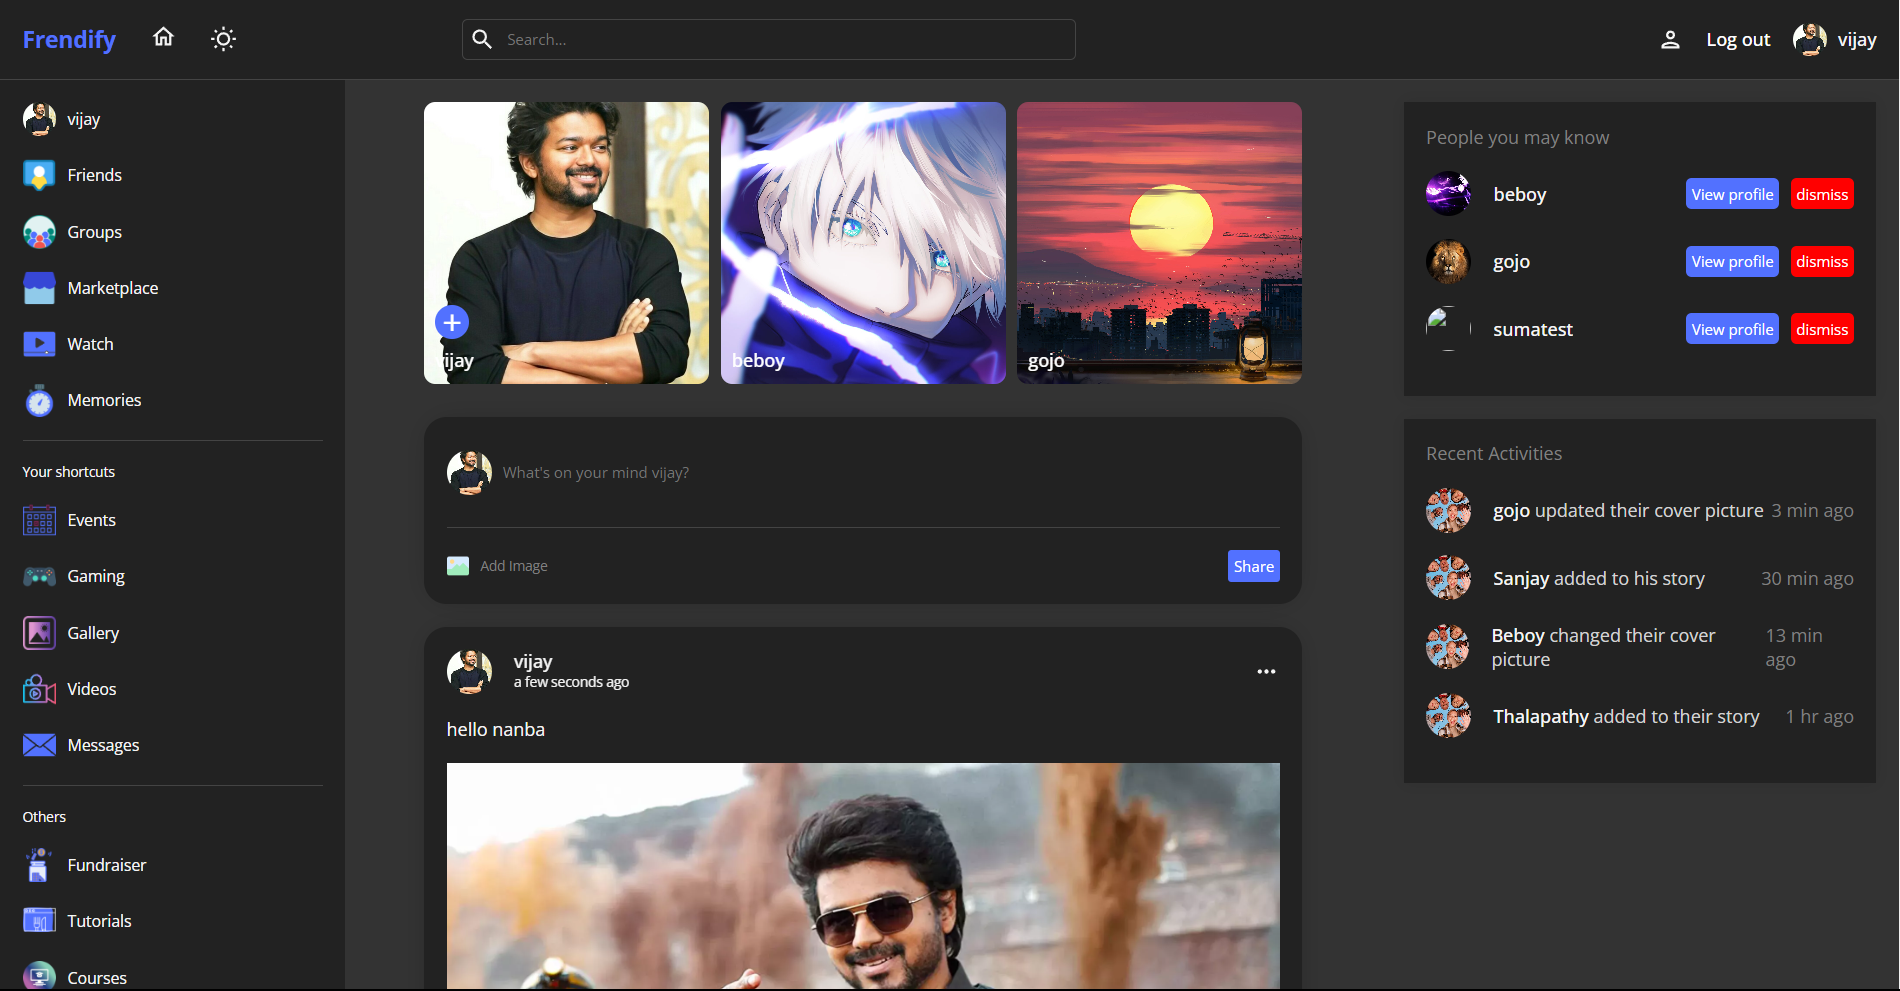 Frendify
Search...
Log out
vijay
vijay
Friends
Groups
Marketplace
Watch
Memories
Your shortcuts
Events
Gaming
Gallery
Videos
Messages
Others
Fundraiser
Tutorials
Courses
vijay
beboy
gojo
What's on your mind vijay?
Add Image
Share
vijay
a few seconds ago
hello nanba
People you may know
beboy View profile dismiss
gojo View profile dismiss
sumatest View profile dismiss
Recent Activities
gojo updated their cover picture 3 min ago
Sanjay added to his story 30 min ago
Beboy changed their cover 13 min
picture ago
Thalapathy added to their story 1 hr ago